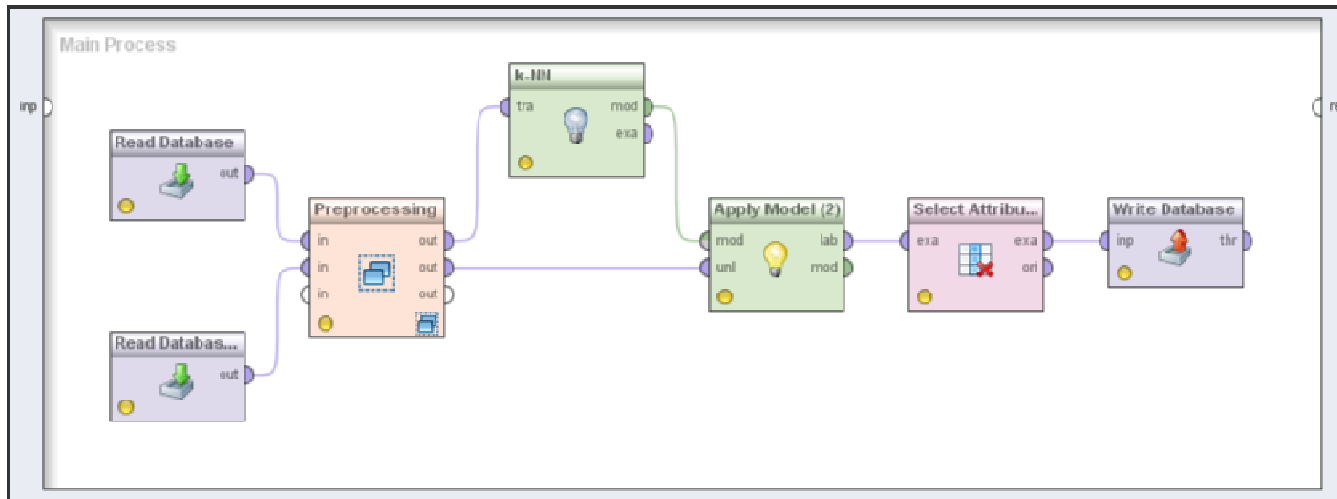 Main Process
inp
Read Database
out
Read Databas...
out
Preprocessing
in
out
in
out
in
out
k-NN
tra
mod
exa
Apply Model (2)
mod
lab
unl
mod
Select Attribu...
exa
exa
ori
Write Database
inp
thr